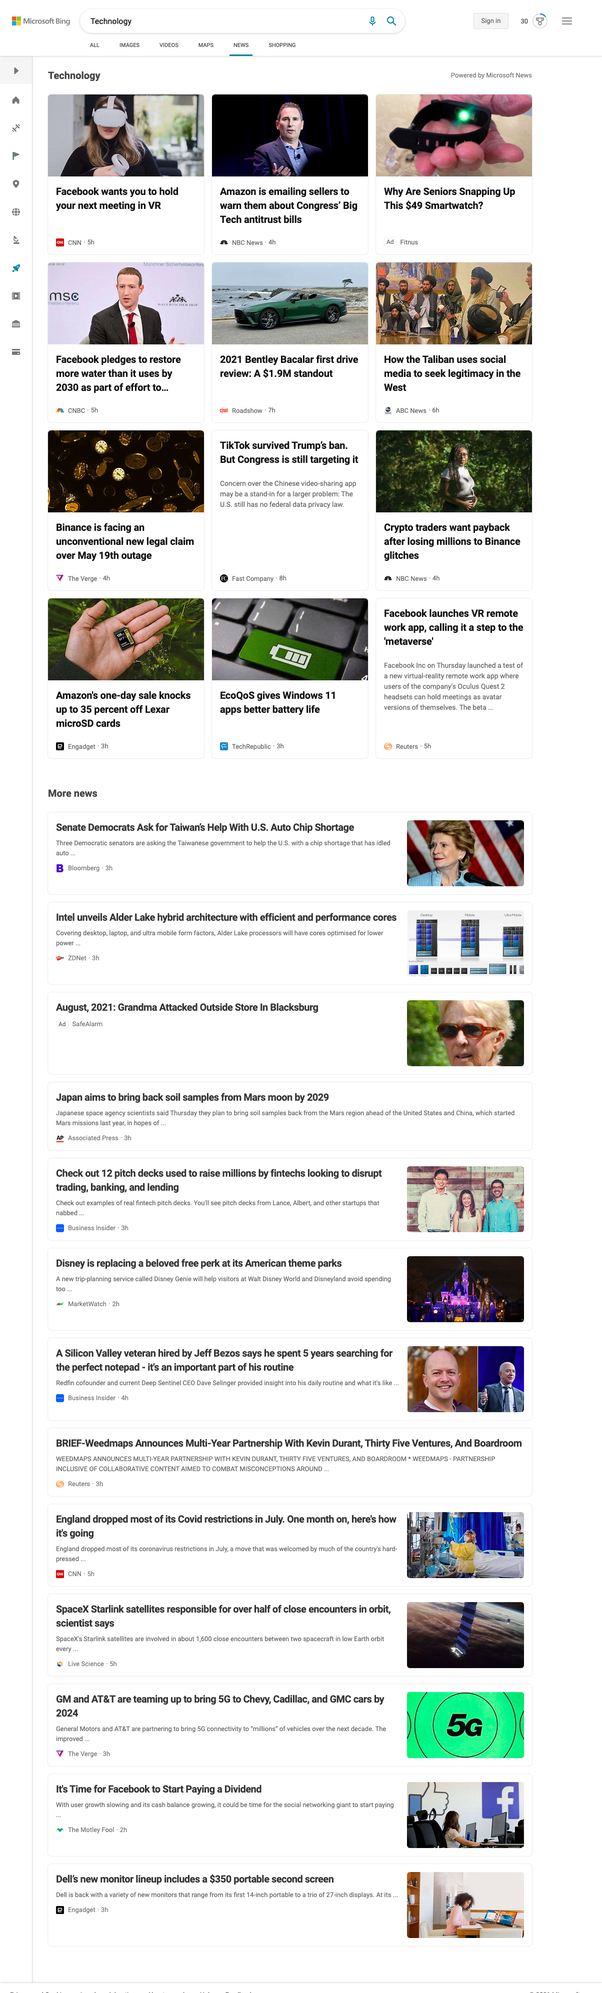 Microsoft Bing
Technology
Sign in
30
ALL
IMAGES
VIDEOS
MAPS
NEWS
SHOPPING
Technology
Powered by Microsoft News
Facebook wants you to hold
your next meeting in VR
CNN · 5h
Amazon is emailing sellers to
warn them about Congress' Big
Tech antitrust bills
NBC News · 4h
Why Are Seniors Snapping Up
This $49 Smartwatch?
Ad Fitnus
msc
Facebook pledges to restore
more water than it uses by
2030 as part of effort to...
CNBC · 5h
2021 Bentley Bacalar first drive
review: A $1.9M standout
Roadshow · 7h
How the Taliban uses social
media to seek legitimacy in the
West
ABC News · 6h
Binance is facing an
unconventional new legal claim
over May 19th outage
The Verge · 4h
TikTok survived Trump's ban.
But Congress is still targeting it
Concern over the Chinese video-sharing app
may be a stand-in for a larger problem: The
U.S. still has no federal data privacy law.
Fast Company · 8h
Crypto traders want payback
after losing millions to Binance
glitches
NBC News · 4h
Amazon's one-day sale knocks
up to 35 percent off Lexar
microSD cards
Engadget · 3h
EcoQoS gives Windows 11
apps better battery life
TechRepublic · 3h
Facebook launches VR remote
work app, calling it a step to the
'metaverse'
Facebook Inc on Thursday launched a test of
a new virtual-reality remote work app where
users of the company's Oculus Quest 2
headsets can hold meetings as avatar
versions of themselves. The beta ...
Reuters · 5h
More news
Senate Democrats Ask for Taiwan's Help With U.S. Auto Chip Shortage
Three Democratic senators are asking the Taiwanese government to help the U.S. with a chip shortage that has idled
auto ...
Bloomberg · 3h
Intel unveils Alder Lake hybrid architecture with efficient and performance cores
Covering desktop, laptop, and ultra mobile form factors, Alder Lake processors will have cores optimised for lower
power ...
ZDNet · 3h
Desktop
Mobile
Ultra Mobile
August, 2021: Grandma Attacked Outside Store In Blacksburg
Ad SafeAlarm
Japan aims to bring back soil samples from Mars moon by 2029
Japanese space agency scientists said Thursday they plan to bring soil samples back from the Mars region ahead of the United States and China, which started
Mars missions last year, in hopes of ...
AP Associated Press · 3h
Check out 12 pitch decks used to raise millions by fintechs looking to disrupt
trading, banking, and lending
Check out examples of real fintech pitch decks. You'll see pitch decks from Lance, Albert, and other startups that
nabbed ...
Business Insider · 3h
Disney is replacing a beloved free perk at its American theme parks
A new trip-planning service called Disney Genie will help visitors at Walt Disney World and Disneyland avoid spending
too ...
MarketWatch · 2h
A Silicon Valley veteran hired by Jeff Bezos says he spent 5 years searching for
the perfect notepad - it's an important part of his routine
Redfin cofounder and current Deep Sentinel CEO Dave Selinger provided insight into his daily routine and what it's like ...
Business Insider · 4h
BRIEF-Weedmaps Announces Multi-Year Partnership With Kevin Durant, Thirty Five Ventures, And Boardroom
WEEDMAPS ANNOUNCES MULTI-YEAR PARTNERSHIP WITH KEVIN DURANT, THIRTY FIVE VENTURES, AND BOARDROOM * WEEDMAPS - PARTNERSHIP
INCLUSIVE OF COLLABORATIVE CONTENT AIMED TO COMBAT MISCONCEPTIONS AROUND ...
Reuters · 3h
England dropped most of its Covid restrictions in July. One month on, here's how
it's going
England dropped most of its coronavirus restrictions in July, a move that was welcomed by much of the country's hard-
pressed ...
CNN · 5h
SpaceX Starlink satellites responsible for over half of close encounters in orbit,
scientist says
SpaceX's Starlink satellites are involved in about 1,600 close encounters between two spacecraft in low Earth orbit
every ...
Live Science · 5h
GM and AT&T are teaming up to bring 5G to Chevy, Cadillac, and GMC cars by
2024
General Motors and AT&T are partnering to bring 5G connectivity to "millions" of vehicles over the next decade. The
improved ...
The Verge · 3h
5G
It's Time for Facebook to Start Paying a Dividend
With user growth slowing and its cash balance growing, it could be time for the social networking giant to start paying
...
The Motley Fool · 2h
Dell's new monitor lineup includes a $350 portable second screen
Dell is back with a variety of new monitors that range from its first 14-inch portable to a trio of 27-inch displays. At its ...
Engadget · 3h